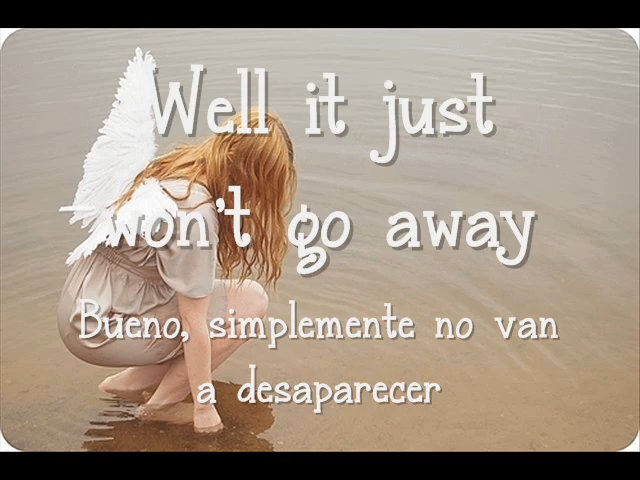 Well it just
won't go away
Bueno, simplemente no van
a desaparecer